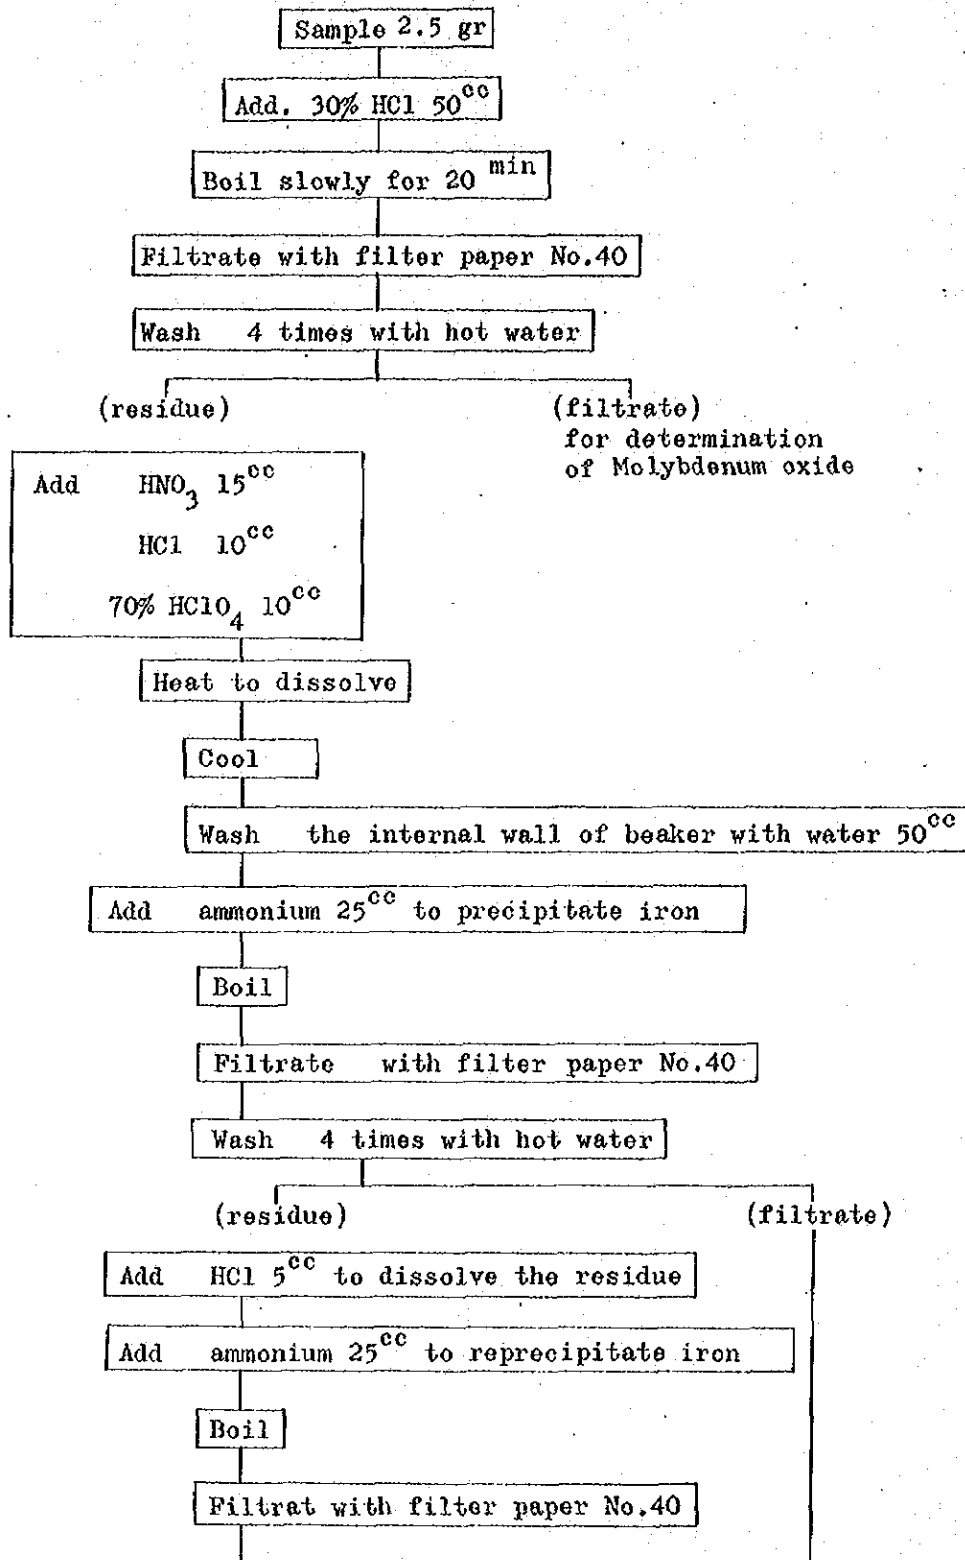 Sample 2.5 gr
Add. 30% HCl 50cc
Boil slowly for 20 min
Filtrate with filter paper No.40
Wash 4 times with hot water
(residue)
(filtrate)
for determination
of Molybdenum oxide
Add HNO3 15cc
HCl 10cc
70% HClO4 10cc
Heat to dissolve
Cool
Wash the internal wall of beaker with water 50cc
Add ammonium 25cc to precipitate iron
Boil
Filtrate with filter paper No.40
Wash 4 times with hot water
(residue) (filtrate)
Add HCl 5cc to dissolve the residue
Add ammonium 25cc to reprecipitate iron
Boil
Filtrat with filter paper No.40